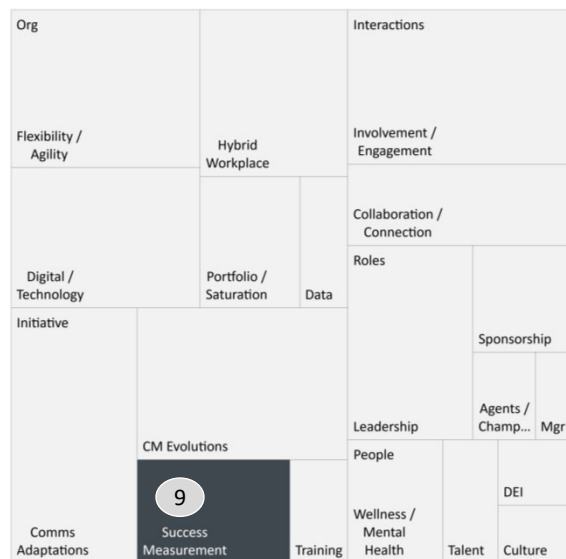 Org
Flexibility /
Agility
Hybrid
Workplace
Digital /
Technology
Portfolio /
Saturation
Data
Interactions
Involvement /
Engagement
Collaboration /
Connection
Roles
Leadership
Sponsorship
Agents /
Champ...
Mgr
Initiative
Comms
Adaptations
CM Evolutions
9
Success
Measurement
Training
People
Wellness /
Mental
Health
Talent
DEI
Culture